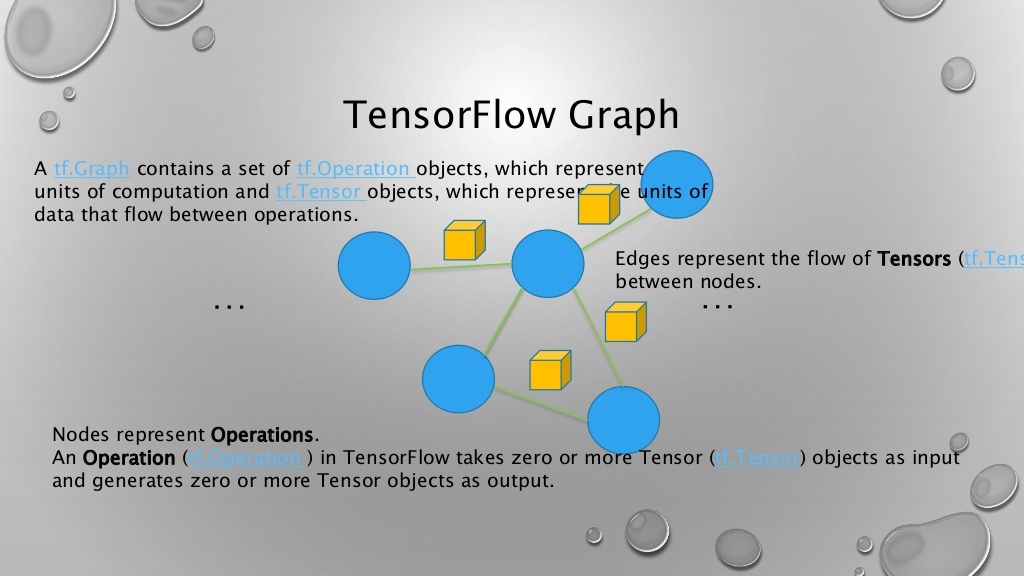 TensorFlow Graph
A tf.Graph contains a set of tf.Operation objects, which represent
units of computation and tf.Tensor objects, which represent the units of
data that flow between operations.
Edges represent the flow of Tensors (tf.Tens
between nodes.
...
...
Nodes represent Operations.
An Operation (tf.Operation ) in TensorFlow takes zero or more Tensor (tf.Tensor) objects as input
and generates zero or more Tensor objects as output.